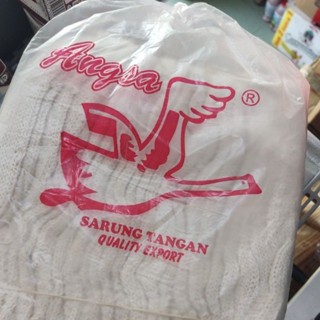 Angsa
®
SARUNG TANGAN
QUALITY EXPORT